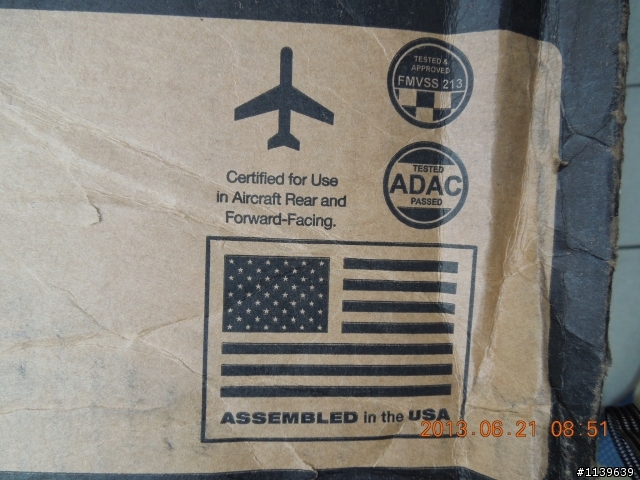 TESTED &
APPROVED
FMVSS 213
TESTED
ADAC
PASSED
Certified for Use
in Aircraft Rear and
Forward-Facing.
ASSEMBLED in the USA
2013.08.21 08:51
#1139639